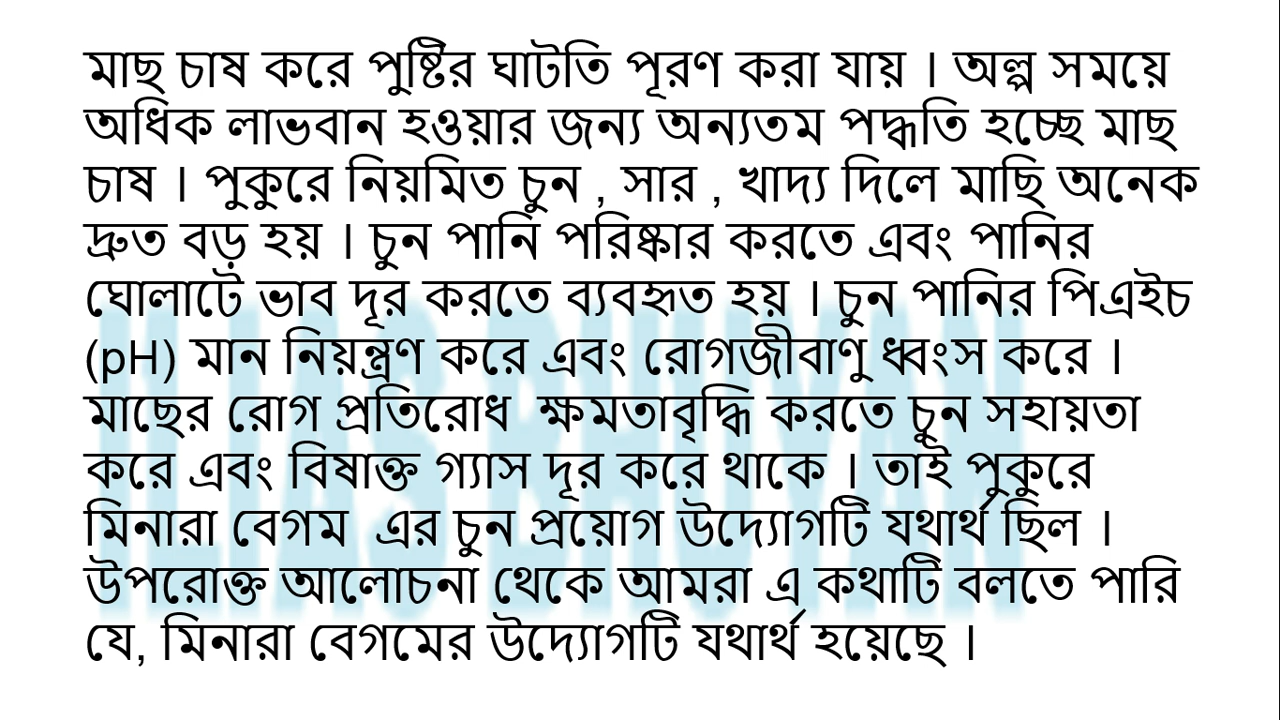 মাছ চাষ করে পুষ্টির ঘাটতি পূরণ করা যায় । অল্প সময়ে
অধিক লাভবান হওয়ার জন্য অন্যতম পদ্ধতি হচ্ছে মাছ
চাষ । পুকুরে নিয়মিত চুন , সার , খাদ্য দিলে মাছি অনেক
দ্রুত বড় হয় । চুন পানি পরিষ্কার করতে এবং পানির
ঘোলাটে ভাব দূর করতে ব্যবহৃত হয় । চুন পানির পিএইচ
(pH) মান নিয়ন্ত্রণ করে এবং রোগজীবাণু ধ্বংস করে ।
মাছের রোগ প্রতিরোধ  ক্ষমতাবৃদ্ধি করতে চুন সহায়তা
করে এবং বিষাক্ত গ্যাস দূর করে থাকে । তাই পুকুরে
মিনারা বেগম  এর চুন প্রয়োগ উদ্যোগটি যথার্থ ছিল ।
উপরোক্ত আলোচনা থেকে আমরা এ কথাটি বলতে পারি
যে, মিনারা বেগমের উদ্যোগটি যথার্থ হয়েছে ।
ILIAS BHUYAN